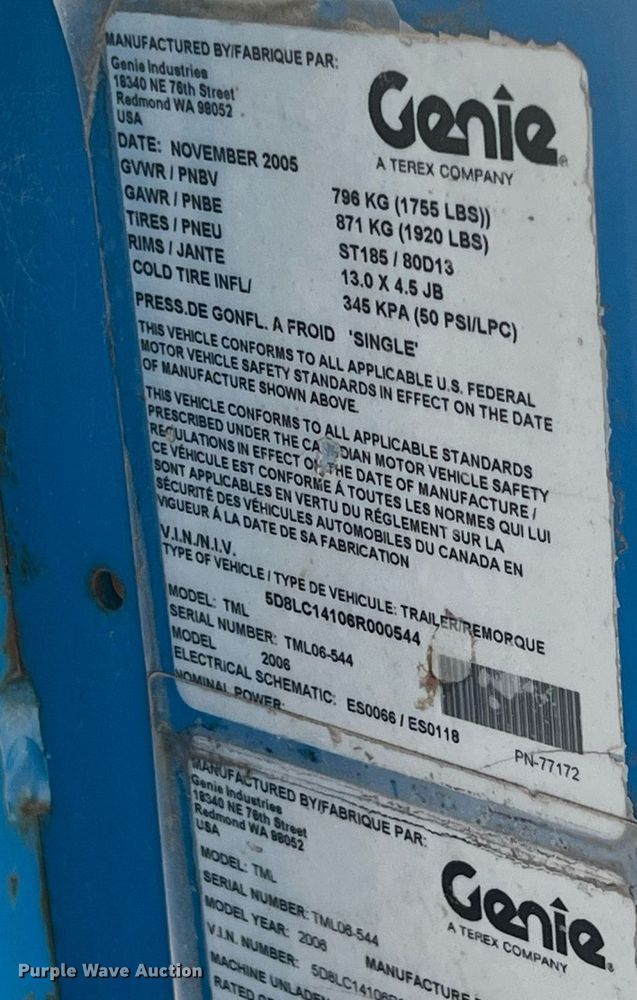 MANUFACTURED BY/FABRIQUE PAR:
Genie Industries
18340 NE 76th Street
Redmond WA 98052
USA
Genie
A TEREX COMPANY
DATE: NOVEMBER 2005
GVWR / PNBV 796 KG (1755 LBS))
GAWR / PNBE 871 KG (1920 LBS)
TIRES / PNEU ST185 / 80D13
RIMS / JANTE 13.0 X 4.5 JB
COLD TIRE INFL/ 345 KPA (50 PSI/LPC)
PRESS.DE GONFL. A FROID 'SINGLE'
THIS VEHICLE CONFORMS TO ALL APPLICABLE U.S. FEDERAL
MOTOR VEHICLE SAFETY STANDARDS IN EFFECT ON THE DATE
OF MANUFACTURE SHOWN ABOVE.
THIS VEHICLE CONFORMS TO ALL APPLICABLE STANDARDS
PRESCRIBED UNDER THE CA DIAN MOTOR VEHICLE SAFETY
REGULATIONS IN EFFECT ON THE DATE OF MANUFACTURE /
CE VÉHICULE EST CONFORME Á TOUTES LES NORMES QUI LUI
SONT APPLICABLES EN VERTU DU RÉGLEMENT SUR LA
SÉCURITÉ DES VÉHICULES AUTOMOBILES DU CANADA EN
VIGUEUR Á LA DATE DE SA FABRICATION
V.I.N./N.I.V.
TYPE OF VEHICLE / TYPE DE VEHICULE: TRAILER/REMORQUE
5D8LC14106R000544
MODEL: TML
SERIAL NUMBER: TML06-544
MODEL 2006
ELECTRICAL SCHEMATIC: ES0066 / ES0118
NOMINAL POWER:
PN-77172
MANUFACTURED BY/FABRIQUE PAR:
Genie Industries
18340 NE 76th Street
Redmond WA 98052
USA
Genie
A TEREX COMPANY
MODEL: TML
SERIAL NUMBER: TML06-544
MODEL YEAR: 2006 MANUFACTURE
V.I.N. NUMBER: 5D8LC14106R
MACHINE UNLADEN
RATED
Purple Wave Auction